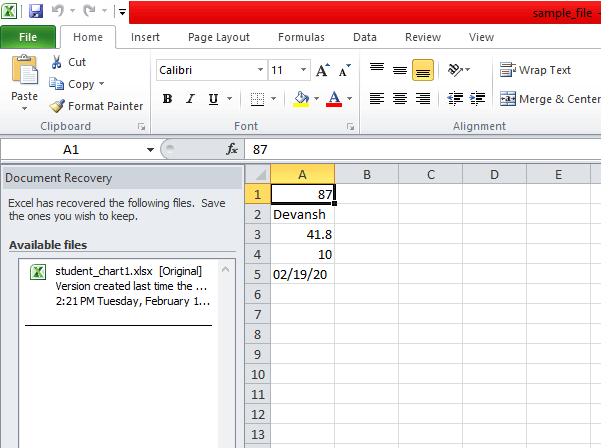 sample_file -
File Home Insert Page Layout Formulas Data Review View
Cut
Copy
Format Painter
Paste
Clipboard
Calibri 11 A A
B I U A
Font
Wrap Text
Merge & Center
Alignment
A1 fx 87
Document Recovery
Excel has recovered the following files. Save
the ones you wish to keep.
Available files
student_chart1.xlsx [Original]
Version created last time the ...
2:21 PM Tuesday, February 1...
A B C D E
1 87
2 Devansh
3 41.8
4 10
5 02/19/20
6
7
8
9
10
11
12
13